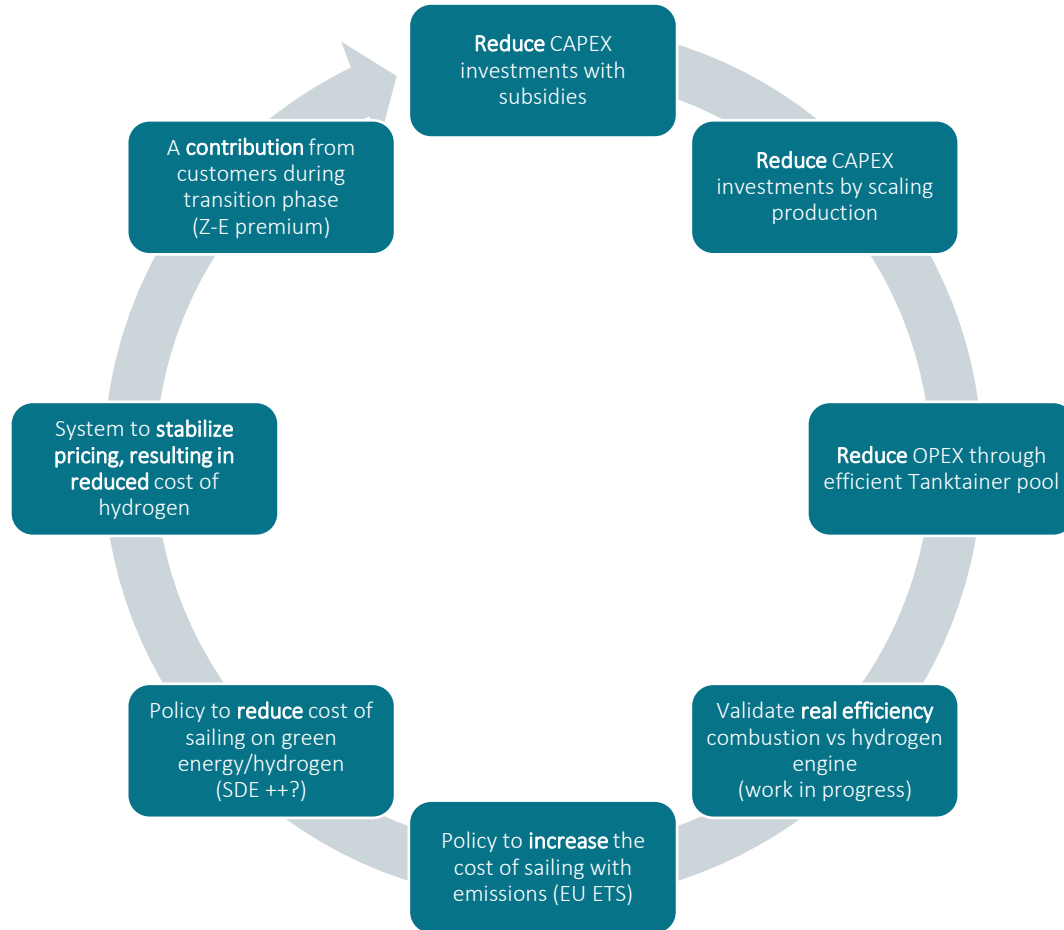 Reduce CAPEX
investments with
subsidies
Reduce CAPEX
investments by scaling
production
Reduce OPEX through
efficient Tanktainer pool
Validate real efficiency
combustion vs hydrogen
engine
(work in progress)
Policy to increase the
cost of sailing with
emissions (EU ETS)
Policy to reduce cost of
sailing on green
energy/hydrogen
(SDE ++?)
System to stabilize
pricing, resulting in
reduced cost of
hydrogen
A contribution from
customers during
transition phase
(Z-E premium)